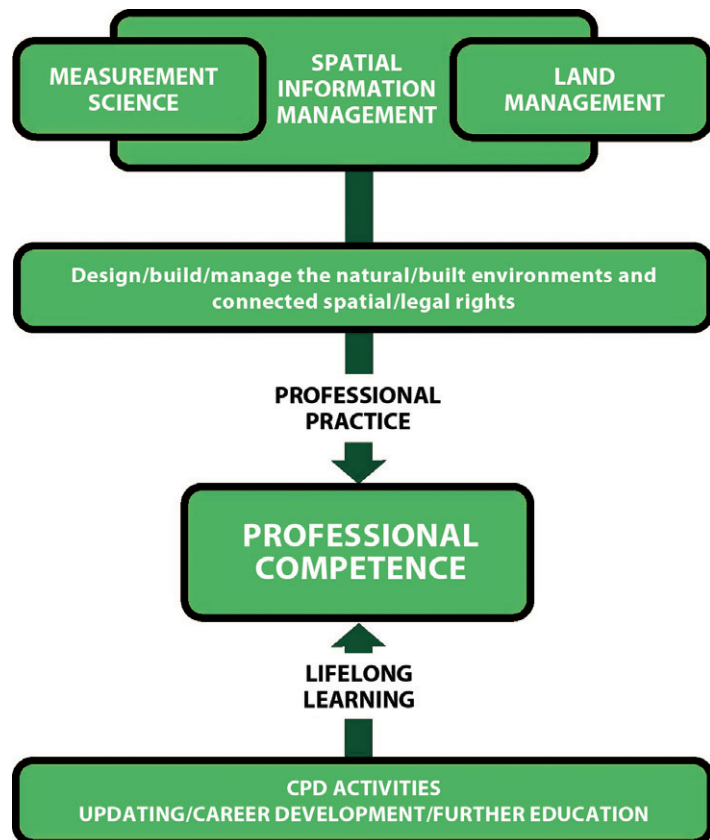 MEASUREMENT
SCIENCE
SPATIAL
INFORMATION
MANAGEMENT
LAND
MANAGEMENT
Design/build/manage the natural/built environments and
connected spatial/legal rights
PROFESSIONAL
PRACTICE
PROFESSIONAL
COMPETENCE
LIFELONG
LEARNING
CPD ACTIVITIES
UPDATING/CAREER DEVELOPMENT/FURTHER EDUCATION